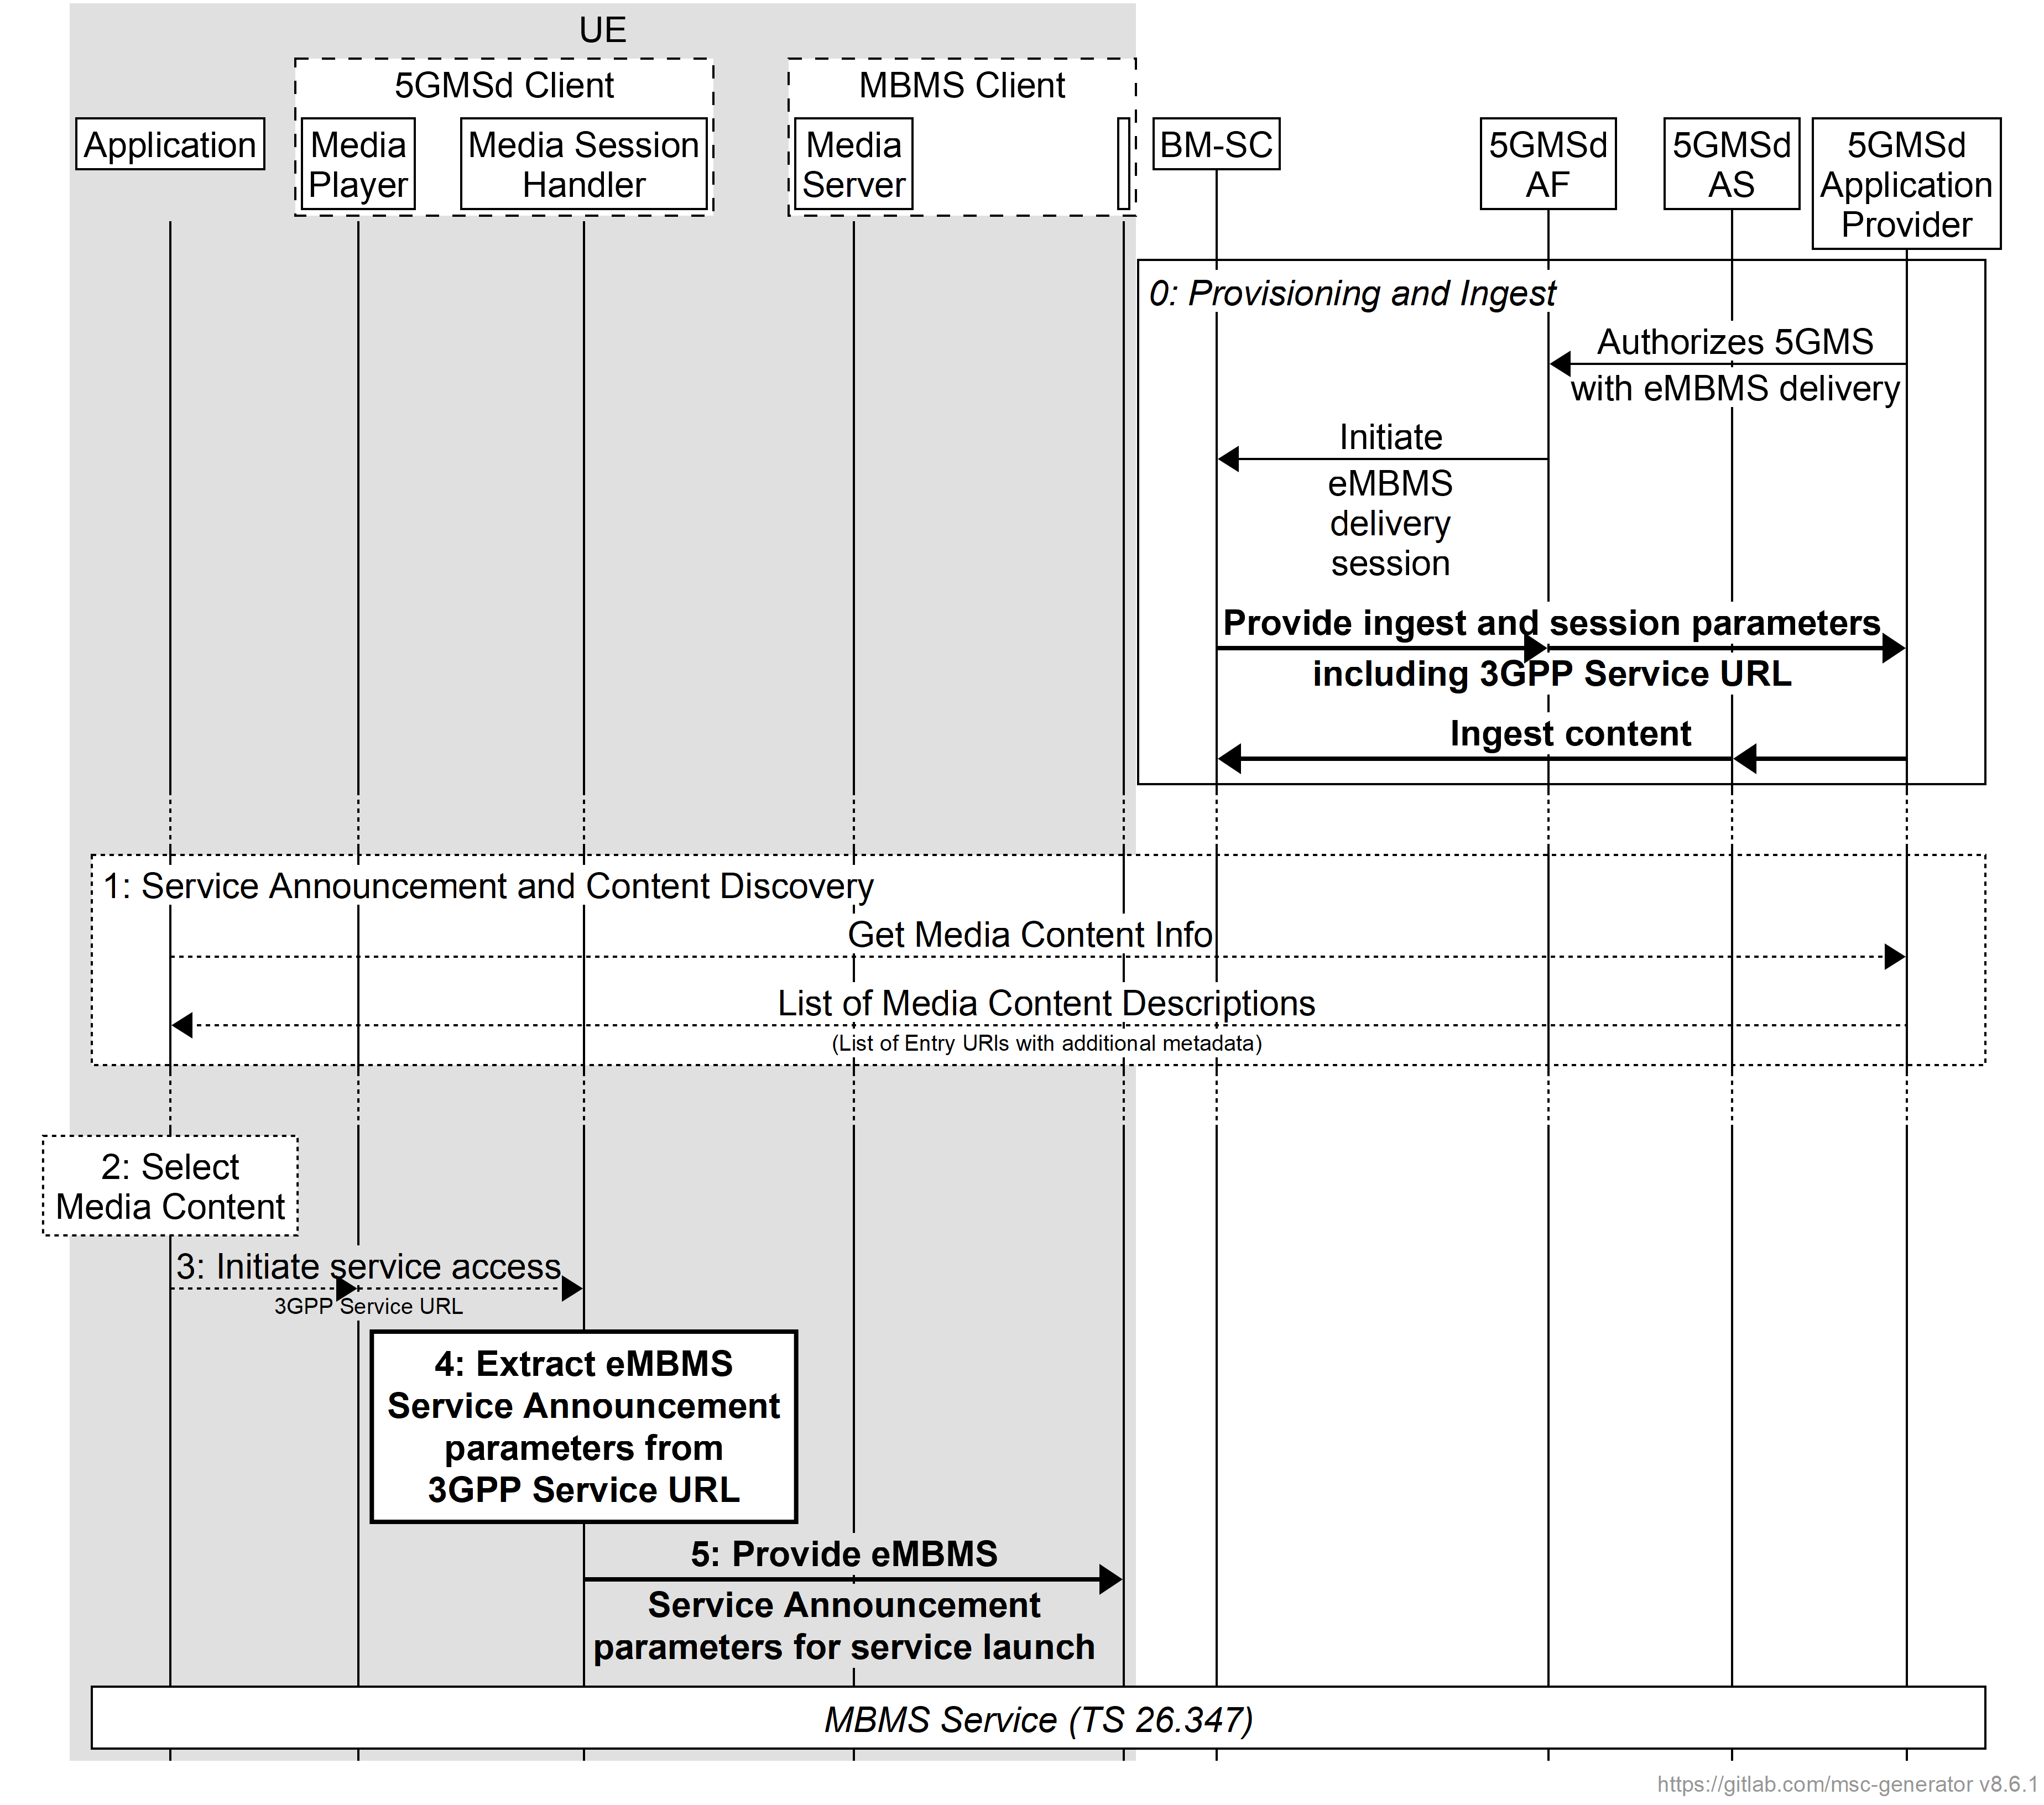 UE
5GMSd Client
MBMS Client
Application
Media
Player
Media Session
Handler
Media
Server
BM-SC
5GMSd
AF
5GMSd
AS
5GMSd
Application
Provider
0: Provisioning and Ingest
Authorizes 5GMS
with eMBMS delivery
Initiate
eMBMS
delivery
session
Provide ingest and session parameters
including 3GPP Service URL
Ingest content
1: Service Announcement and Content Discovery
Get Media Content Info
List of Media Content Descriptions
(List of Entry URIs with additional metadata)
2: Select
Media Content
3: Initiate service access
3GPP Service URL
4: Extract eMBMS
Service Announcement
parameters from
3GPP Service URL
5: Provide eMBMS
Service Announcement
parameters for service launch
MBMS Service (TS 26.347)
https://gitlab.com/msc-generator v8.6.1